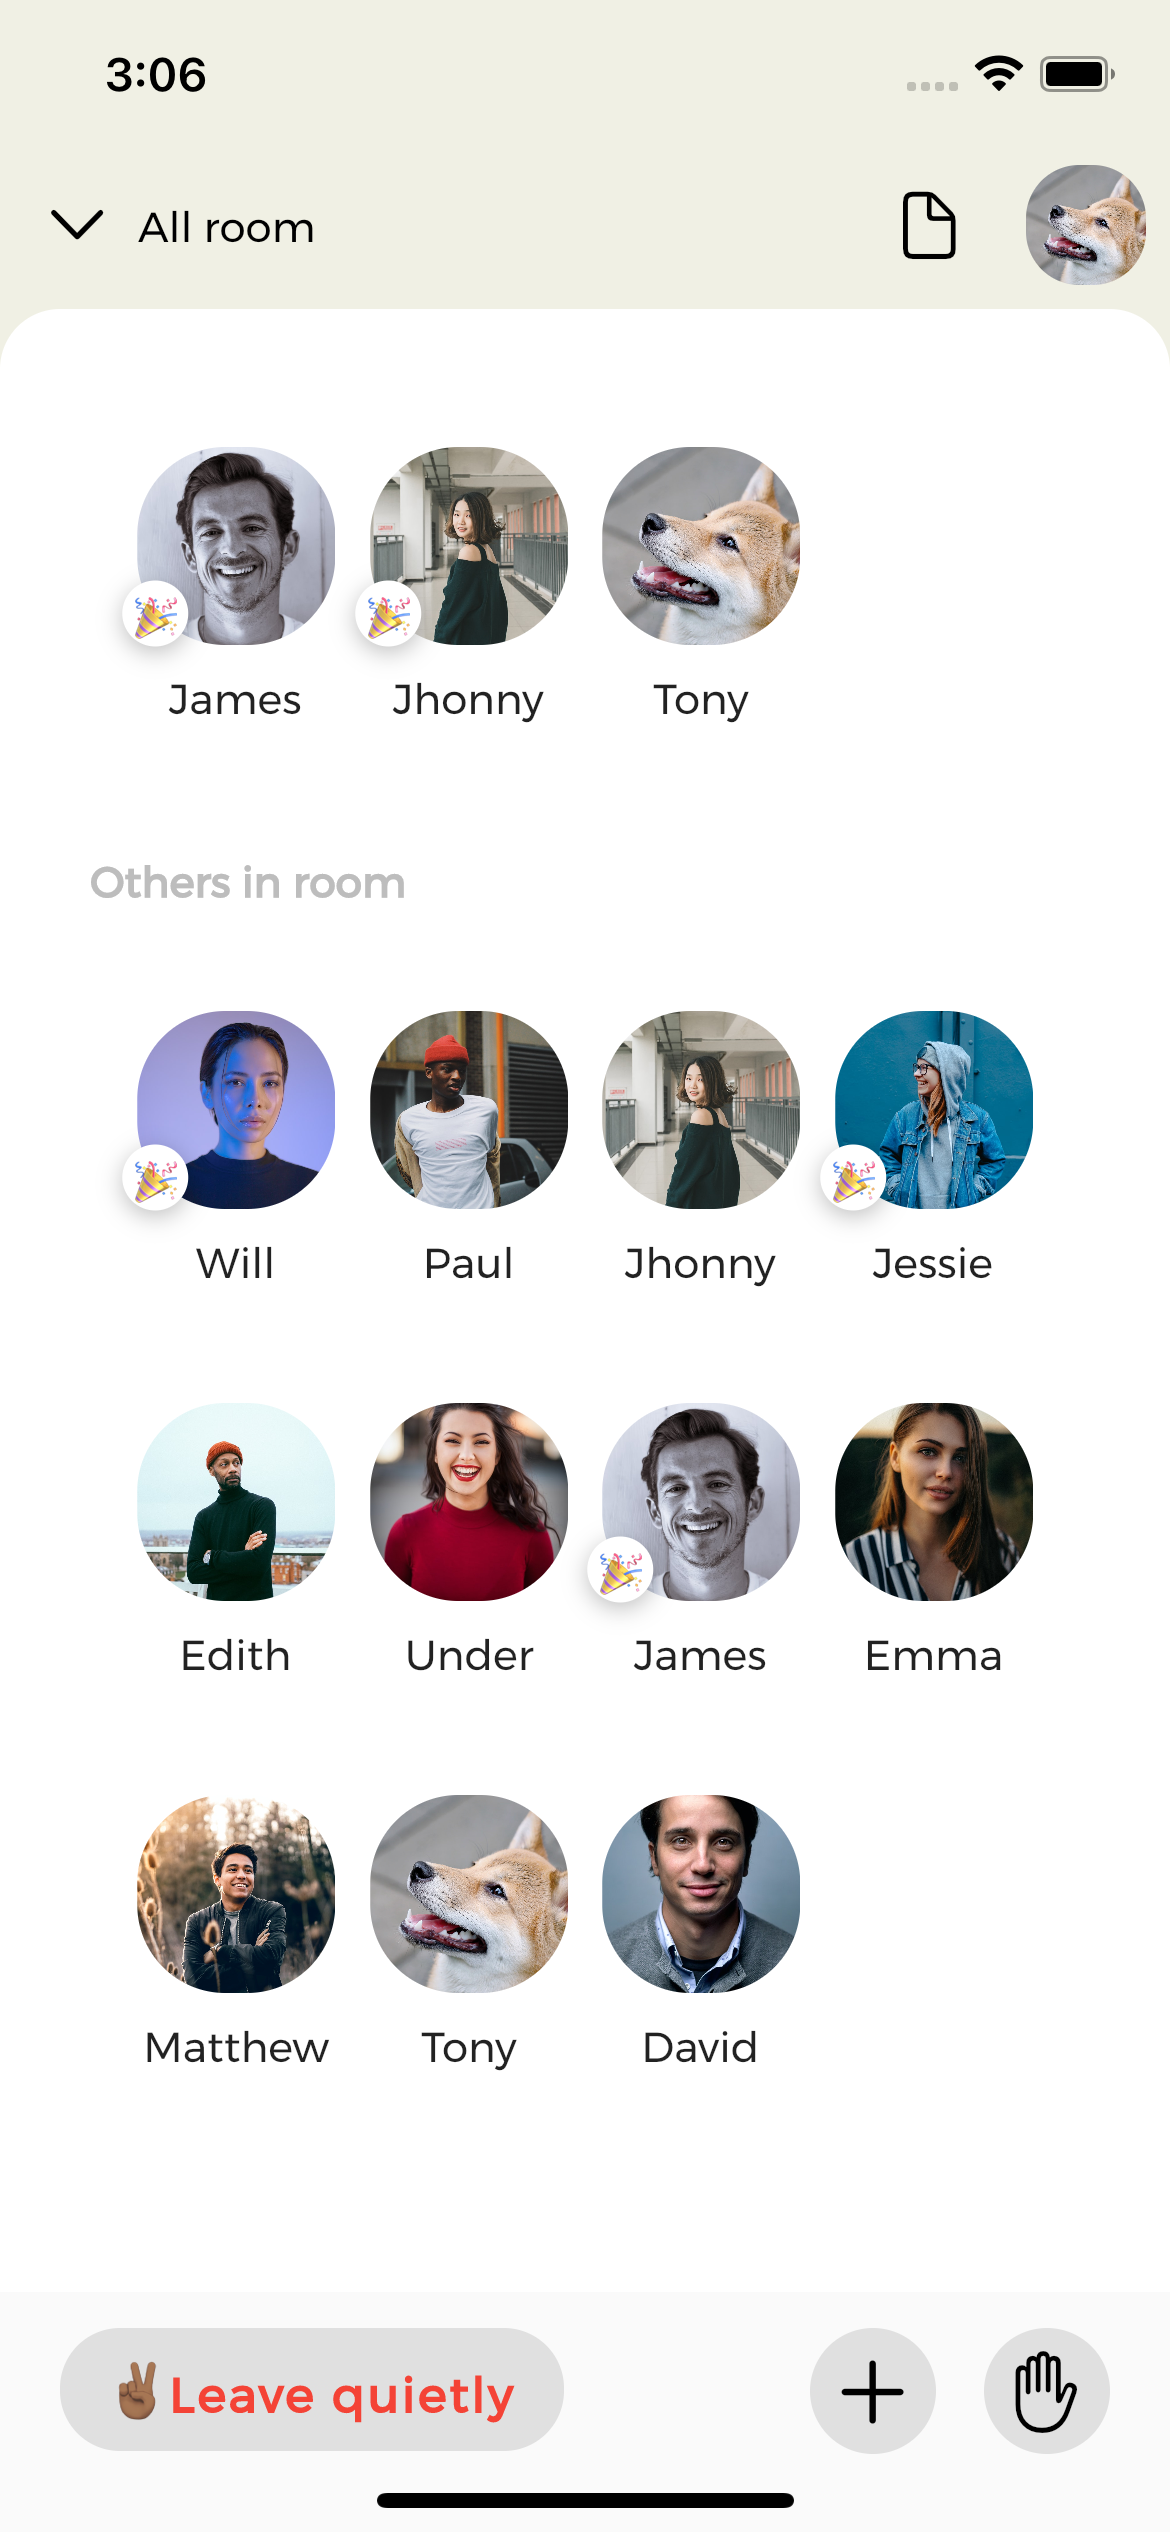 3:06
All room
James Jhonny Tony
Others in room
Will Paul Jhonny Jessie
Edith Under James Emma
Matthew Tony David
Leave quietly